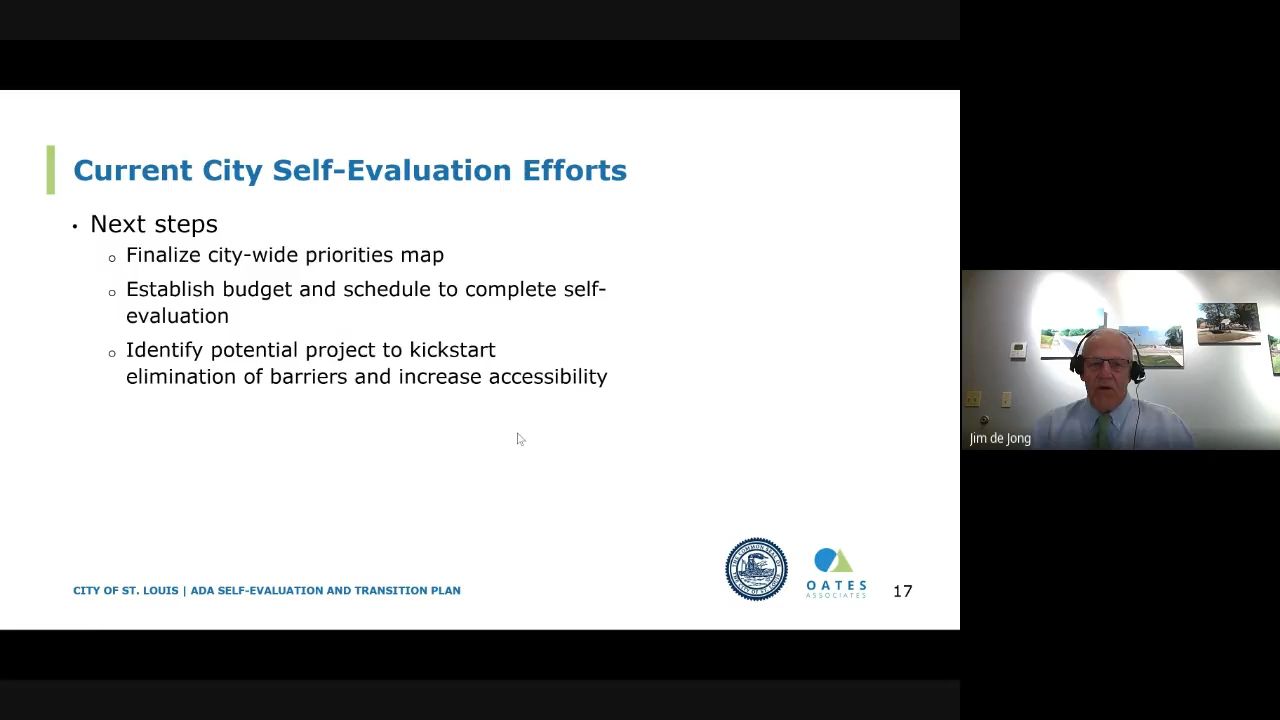 Current City Self-Evaluation Efforts
• Next steps
o Finalize city-wide priorities map
o Establish budget and schedule to complete self-
evaluation
o Identify potential project to kickstart
elimination of barriers and increase accessibility
Jim de Jong
CITY OF ST. LOUIS | ADA SELF-EVALUATION AND TRANSITION PLAN
OATES
ASSOCIATES
17